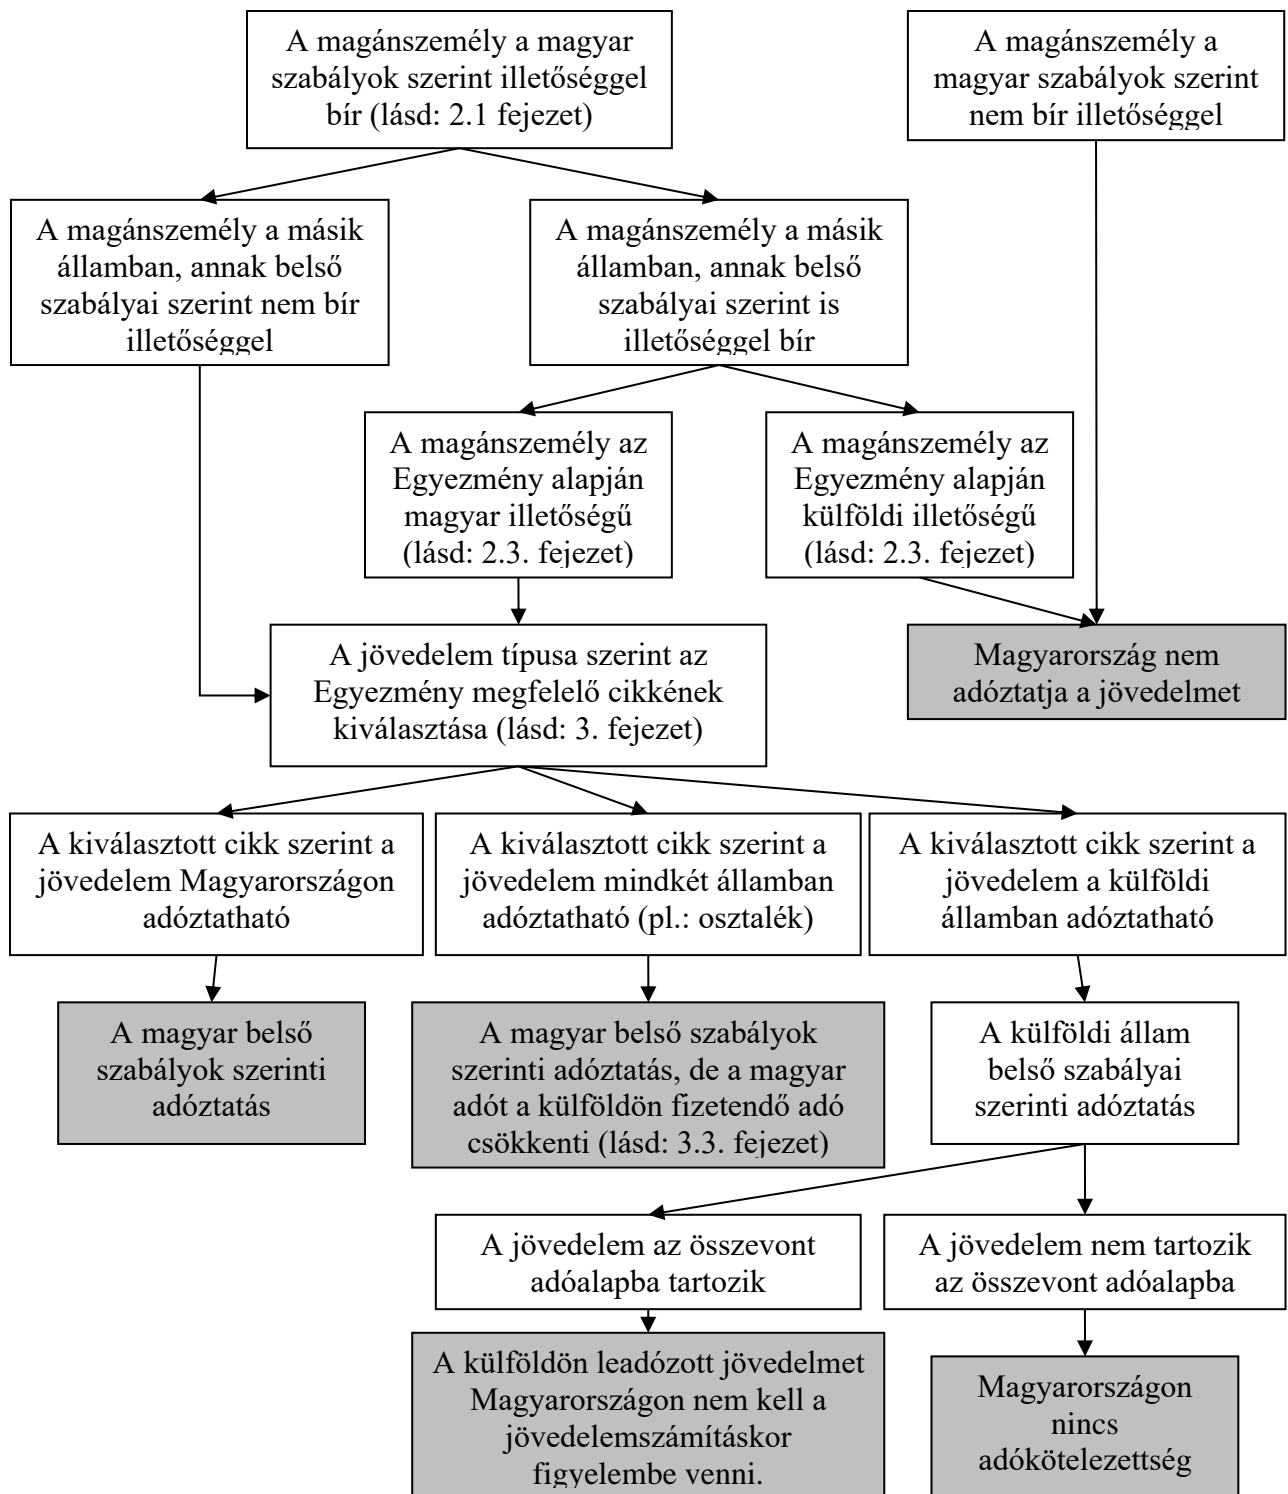 A magánszemély a magyar
szabályok szerint illetőséggel
bír (lásd: 2.1 fejezet)
A magánszemély a
magyar szabályok szerint
nem bír illetőséggel
A magánszemély a másik
államban, annak belső
szabályai szerint nem bír
illetőséggel
A magánszemély a másik
államban, annak belső
szabályai szerint is
illetőséggel bír
A magánszemély az
Egyezmény alapján
magyar illetőségű
(lásd: 2.3. fejezet)
A magánszemély az
Egyezmény alapján
külföldi illetőségű
(lásd: 2.3. fejezet)
A jövedelem típusa szerint az
Egyezmény megfelelő cikkének
kiválasztása (lásd: 3. fejezet)
Magyarország nem
adóztatja a jövedelmet
A kiválasztott cikk szerint a
jövedelem Magyarországon
adóztatható
A kiválasztott cikk szerint a
jövedelem mindkét államban
adóztatható (pl.: osztalék)
A kiválasztott cikk szerint a
jövedelem a külföldi
államban adóztatható
A magyar belső
szabályok szerinti
adóztatás
A magyar belső szabályok
szerinti adóztatás, de a magyar
adót a külföldön fizetendő adó
csökkenti (lásd: 3.3. fejezet)
A külföldi állam
belső szabályai
szerinti adóztatás
A jövedelem az összevont
adóalapba tartozik
A jövedelem nem tartozik
az összevont adóalapba
A külföldön leadózott jövedelmet
Magyarországon nem kell a
jövedelemszámításkor
figyelembe venni.
Magyarországon
nincs
adókötelezettség